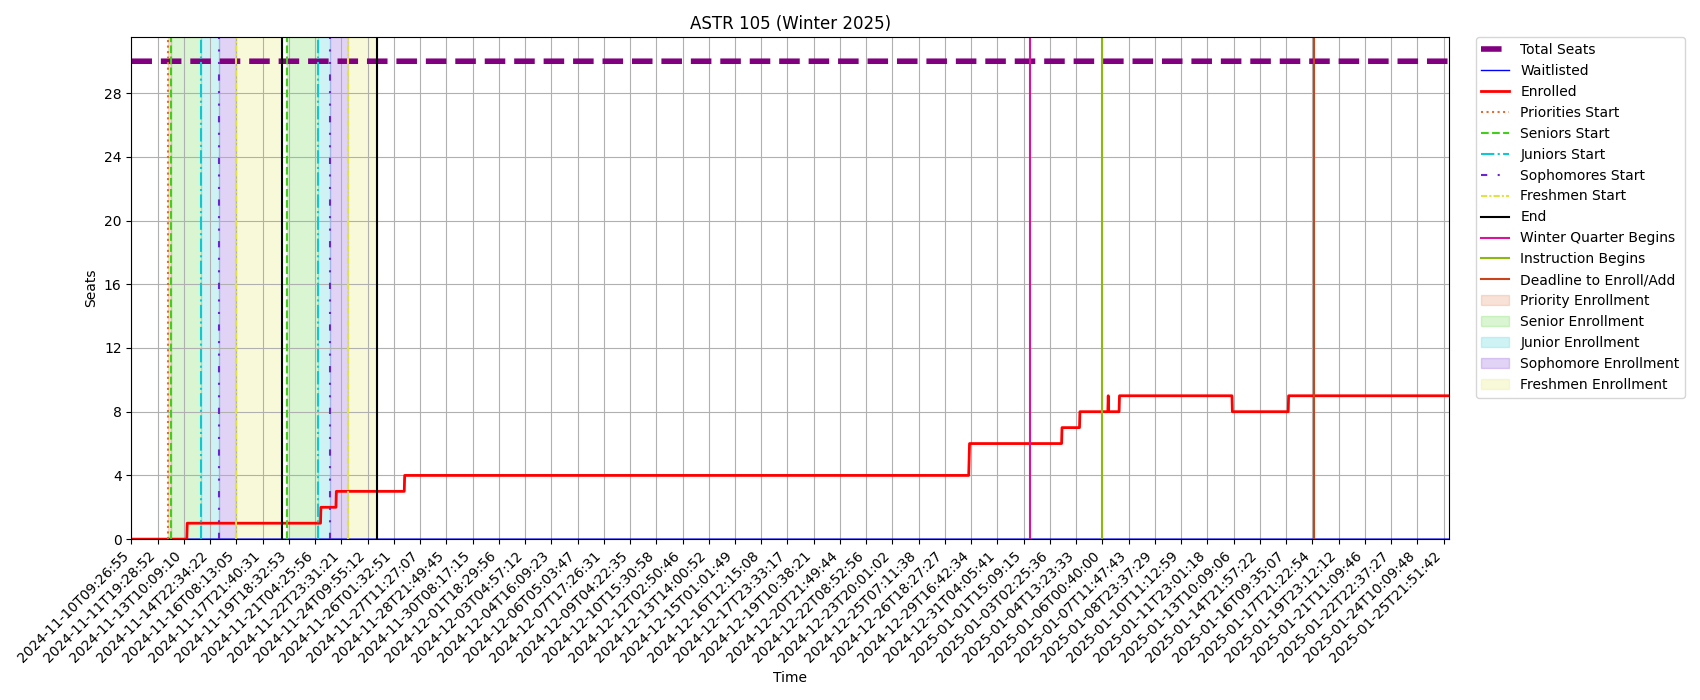 ASTR 105 (Winter 2025)
Seats
28
24
20
16
12
8
4
0
2024-11-10T09:26:55
2024-11-11T19:28:52
2024-11-13T10:09:10
2024-11-14T22:34:22
2024-11-16T08:13:05
2024-11-17T21:40:31
2024-11-19T18:32:53
2024-11-21T04:25:56
2024-11-22T23:31:21
2024-11-24T09:55:12
2024-11-26T01:32:51
2024-11-27T11:27:07
2024-11-28T21:49:45
2024-11-30T08:17:15
2024-12-01T18:29:56
2024-12-03T04:57:12
2024-12-04T16:09:23
2024-12-06T05:03:47
2024-12-07T17:26:31
2024-12-09T04:22:35
2024-12-10T15:30:58
2024-12-12T02:50:46
2024-12-13T14:00:52
2024-12-15T01:01:49
2024-12-16T12:15:08
2024-12-17T23:33:17
2024-12-19T10:38:21
2024-12-20T21:49:44
2024-12-22T08:52:56
2024-12-23T20:01:02
2024-12-25T07:11:38
2024-12-26T18:27:27
2024-12-29T16:42:34
2024-12-31T04:05:41
2025-01-01T15:09:15
2025-01-03T02:25:36
2025-01-04T13:23:33
2025-01-06T00:40:00
2025-01-07T11:47:43
2025-01-08T23:37:29
2025-01-10T11:12:59
2025-01-11T23:01:18
2025-01-13T10:09:06
2025-01-14T21:57:22
2025-01-16T09:35:07
2025-01-17T21:22:54
2025-01-19T23:12:12
2025-01-21T11:09:46
2025-01-22T22:37:27
2025-01-24T10:09:48
2025-01-25T21:51:42
Time
Total Seats
Waitlisted
Enrolled
Priorities Start
Seniors Start
Juniors Start
Sophomores Start
Freshmen Start
End
Winter Quarter Begins
Instruction Begins
Deadline to Enroll/Add
Priority Enrollment
Senior Enrollment
Junior Enrollment
Sophomore Enrollment
Freshmen Enrollment